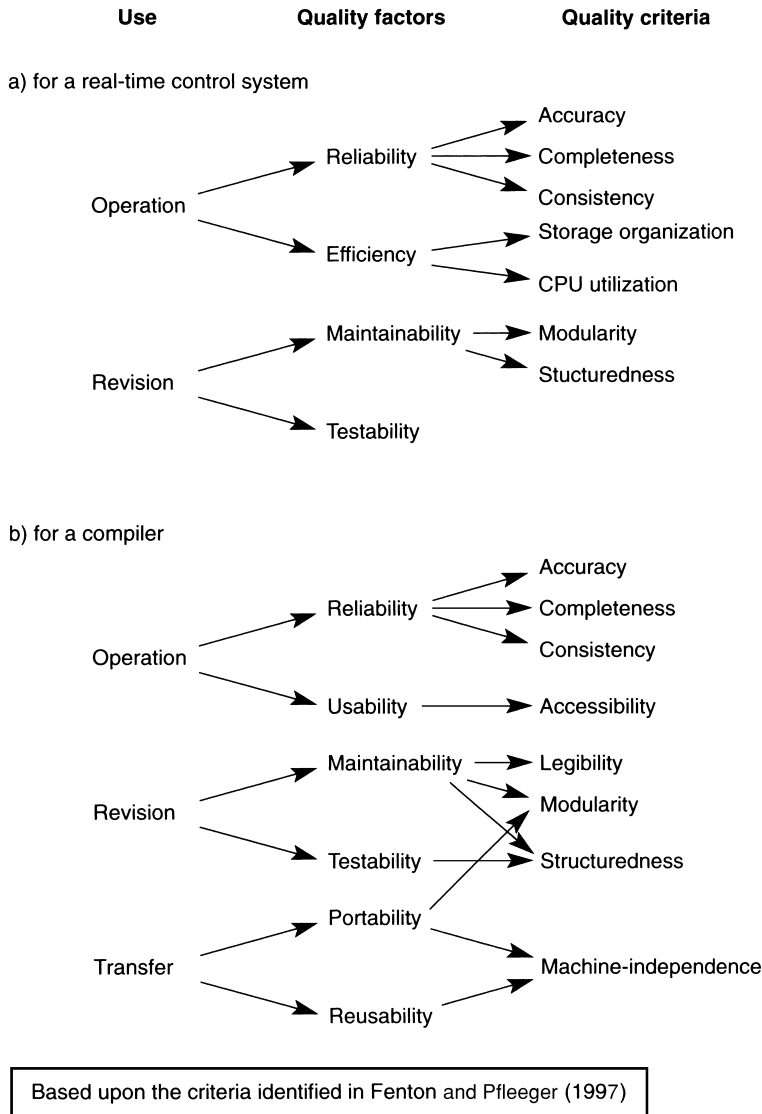 Use Quality factors Quality criteria
a) for a real-time control system
Accuracy
Reliability Completeness
Consistency
Operation
Storage organization
Efficiency
CPU utilization
Maintainability Modularity
Stucturedness
Revision
Testability
b) for a compiler
Accuracy
Reliability Completeness
Consistency
Operation
Usability Accessibility
Maintainability Legibility
Modularity
Revision
Testability Structuredness
Portability
Transfer Machine-independence
Reusability
Based upon the criteria identified in Fenton and Pfleeger (1997)